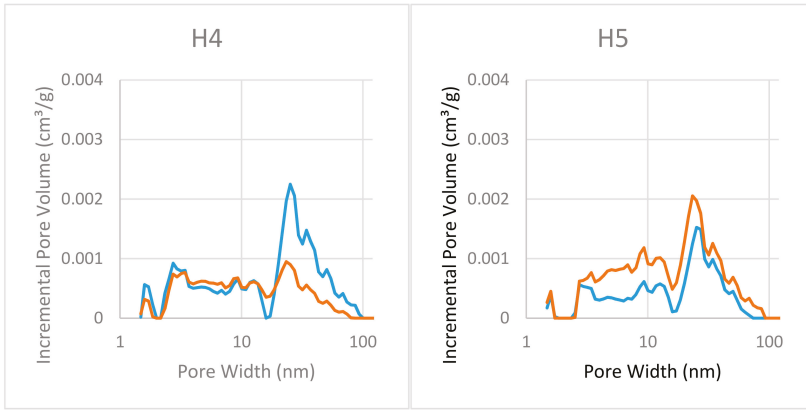 H4
Incremental Pore Volume (cm³/g)
0.004
0.003
0.002
0.001
0
1
10
100
Pore Width (nm)
H5
Incremental Pore Volume (cm³/g)
0.004
0.003
0.002
0.001
0
1
10
100
Pore Width (nm)